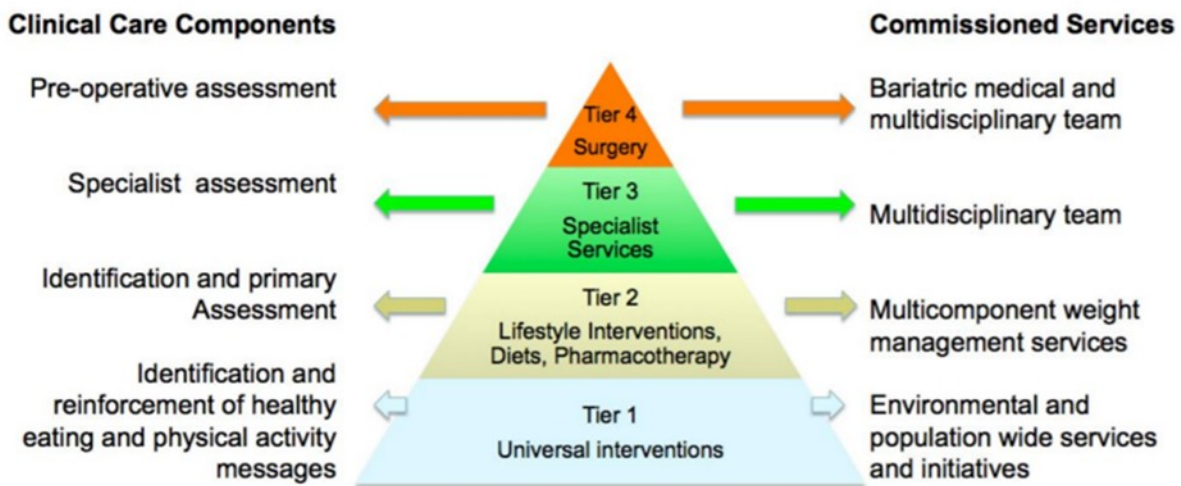 Clinical Care Components
Commissioned Services
Pre-operative assessment
Tier 4
Surgery
Bariatric medical and
multidisciplinary team
Specialist assessment
Tier 3
Specialist
Services
Multidisciplinary team
Identification and primary
Assessment
Tier 2
Lifestyle Interventions,
Diets, Pharmacotherapy
Multicomponent weight
management services
Identification and
reinforcement of healthy
eating and physical activity
messages
Tier 1
Universal interventions
Environmental and
population wide services
and initiatives